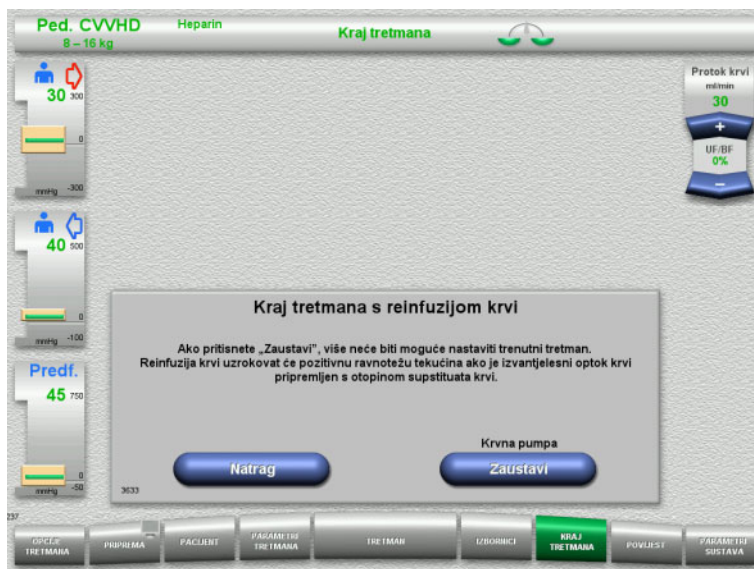 Ped. CVVHD
8 – 16 kg
Heparin
Kraj tretmana
30 300
0
mmHg -300
40 500
0
mmHg -100
Predf.
45 750
0
mmHg -50
Protok krvi
ml/min
30
+
UF/BF
0%
–
Kraj tretmana s reinfuzijom krvi
Ako pritisnete „Zaustavi”, više neće biti moguće nastaviti trenutni tretman.
Reinfuzija krvi uzrokovat će pozitivnu ravnotežu tekućina ako je izvantjelesni optok krvi
pripremljen s otopinom supstituata krvi.
Krvna pumpa
Natrag
Zaustavi
3633
237
OPCIJE
TRETMANA
PRIPREMA
PACIJENT
PARAMETRI
TRETMANA
TRETMAN
IZBORNICI
KRAJ
TRETMANA
POVIJEST
PARAMETRI
SUSTAVA